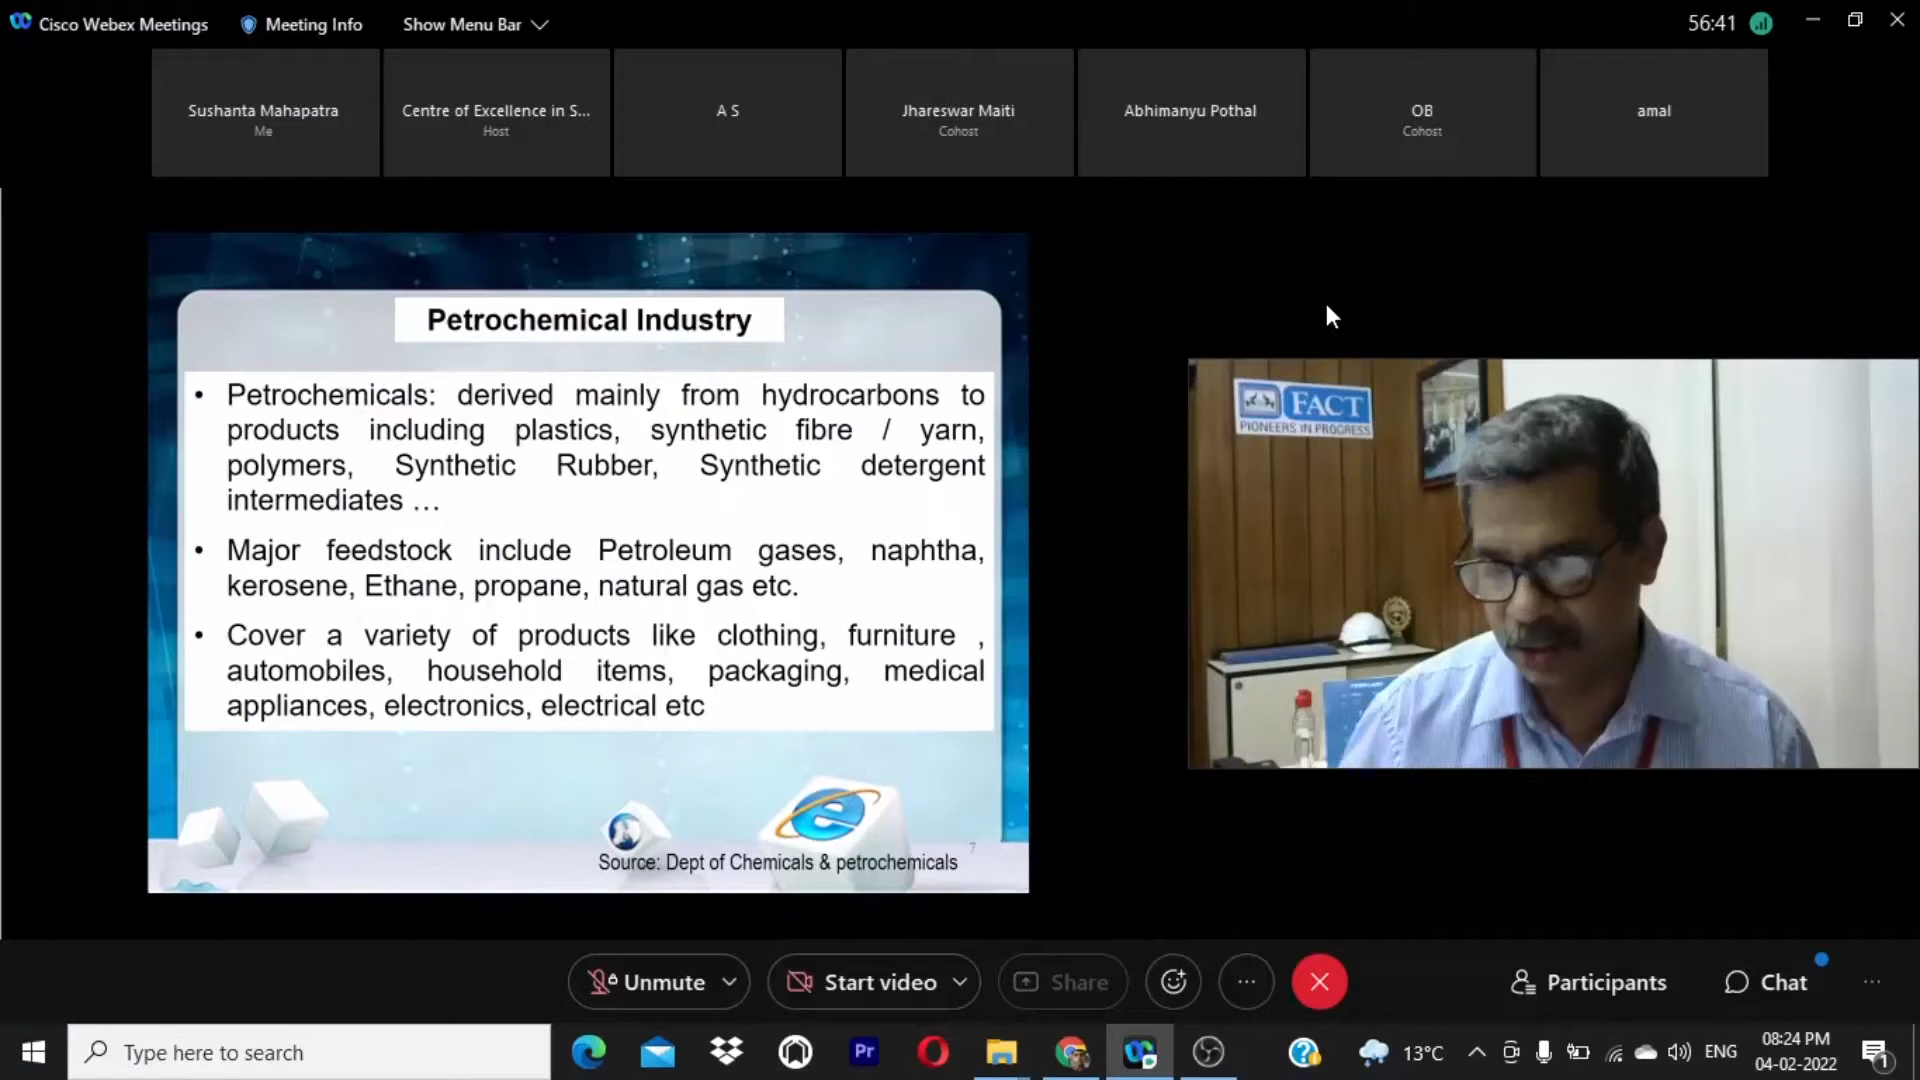 Cisco Webex Meetings
Meeting Info
Show Menu Bar
56:41
Sushanta Mahapatra
Me
Centre of Excellence in S...
Host
A S
Jhareswar Maiti
Cohost
Abhimanyu Pothal
OB
Cohost
amal
Petrochemical Industry
• Petrochemicals: derived mainly from hydrocarbons to
products including plastics, synthetic fibre / yarn,
polymers, Synthetic Rubber, Synthetic detergent
intermediates …
• Major feedstock include Petroleum gases, naphtha,
kerosene, Ethane, propane, natural gas etc.
• Cover a variety of products like clothing, furniture ,
automobiles, household items, packaging, medical
appliances, electronics, electrical etc
7
Source: Dept of Chemicals & petrochemicals
FACT
PIONEERS IN PROGRESS
FEBRUARY
Unmute
Start video
Share
Participants
Chat
Type here to search
Pr
13°C
ENG
08:24 PM
04-02-2022
1